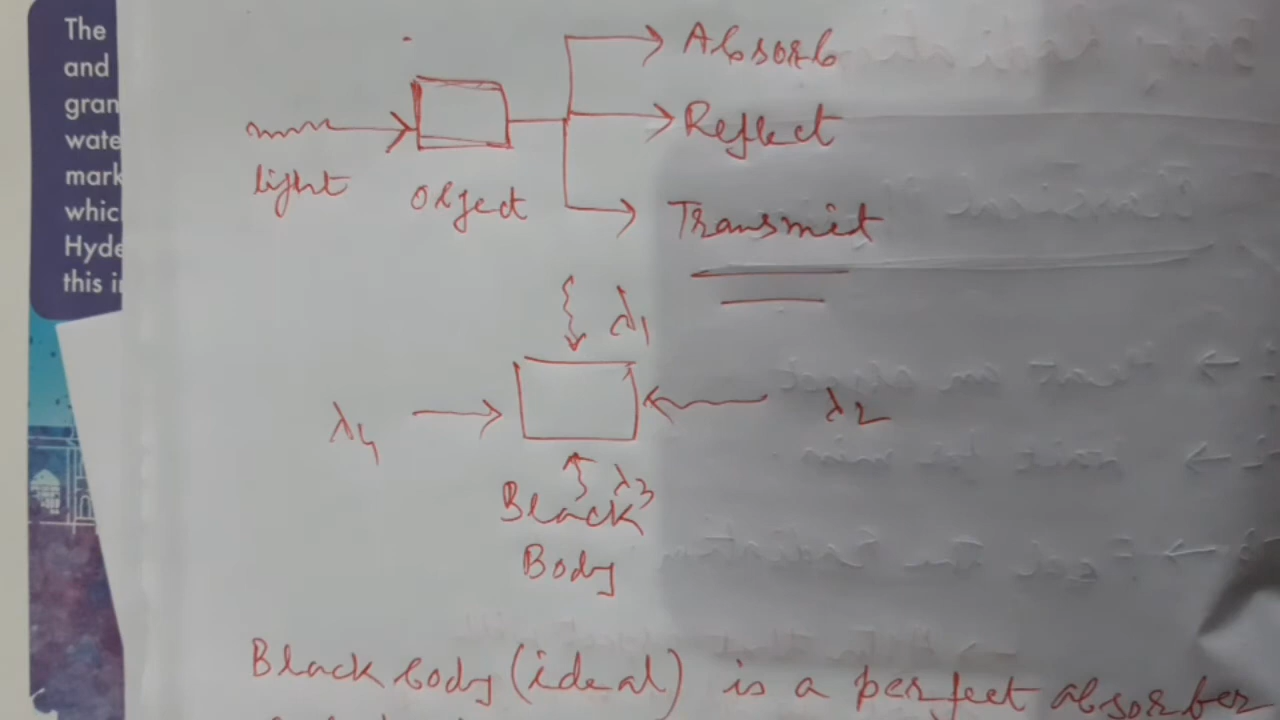 The
and
gran
wate
mark
whic
Hyde
this i
Absorb
Reflect
Transmit
light
object
λ1
λ2
λ3
λ4
Black
Body
Black body (ideal) is a perfect absorber